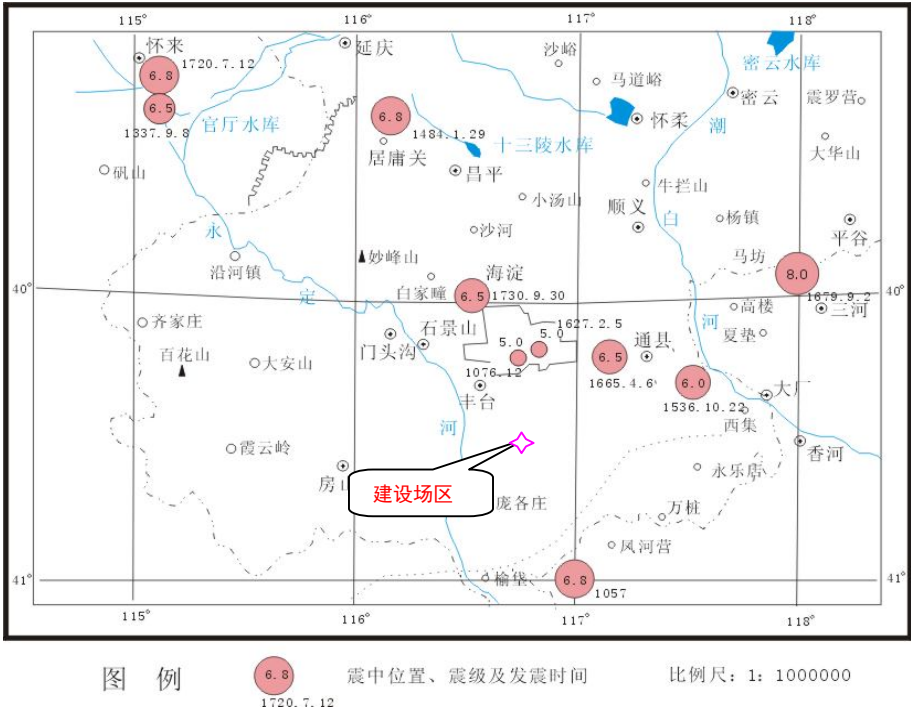 115°
116°
117°
118°
怀来
延庆
沙峪
密云水库
1720.7.12
6.8
马道峪
密云
震罗营
6.5
6.8
1337.9.8
官厅水库
1484.1.29
怀柔
潮
居庸关
十三陵水库
大华山
矾山
昌平
牛拦山
小汤山
顺义
白
杨镇
永
沙河
平谷
妙峰山
马坊
沿河镇
海淀
8.0
40°
定
白家疃
6.5
1730.9.30
40°
1679.9.2
高楼
三河
齐家庄
石景山
1627.2.5
河
夏垫
5.0
5.0
通县
百花山
大安山
门头沟
6.5
1076.12
1665.4.6
6.0
大厂
丰台
1536.10.22
西集
河
香河
霞云岭
永乐店
房山
建设场区
庞各庄
万桩
凤河营
41°
榆垡
6.8
41°
1057
115°
116°
117°
118°
图 例
6.8
1720.7.12
震中位置、震级及发震时间
比例尺: 1: 1000000